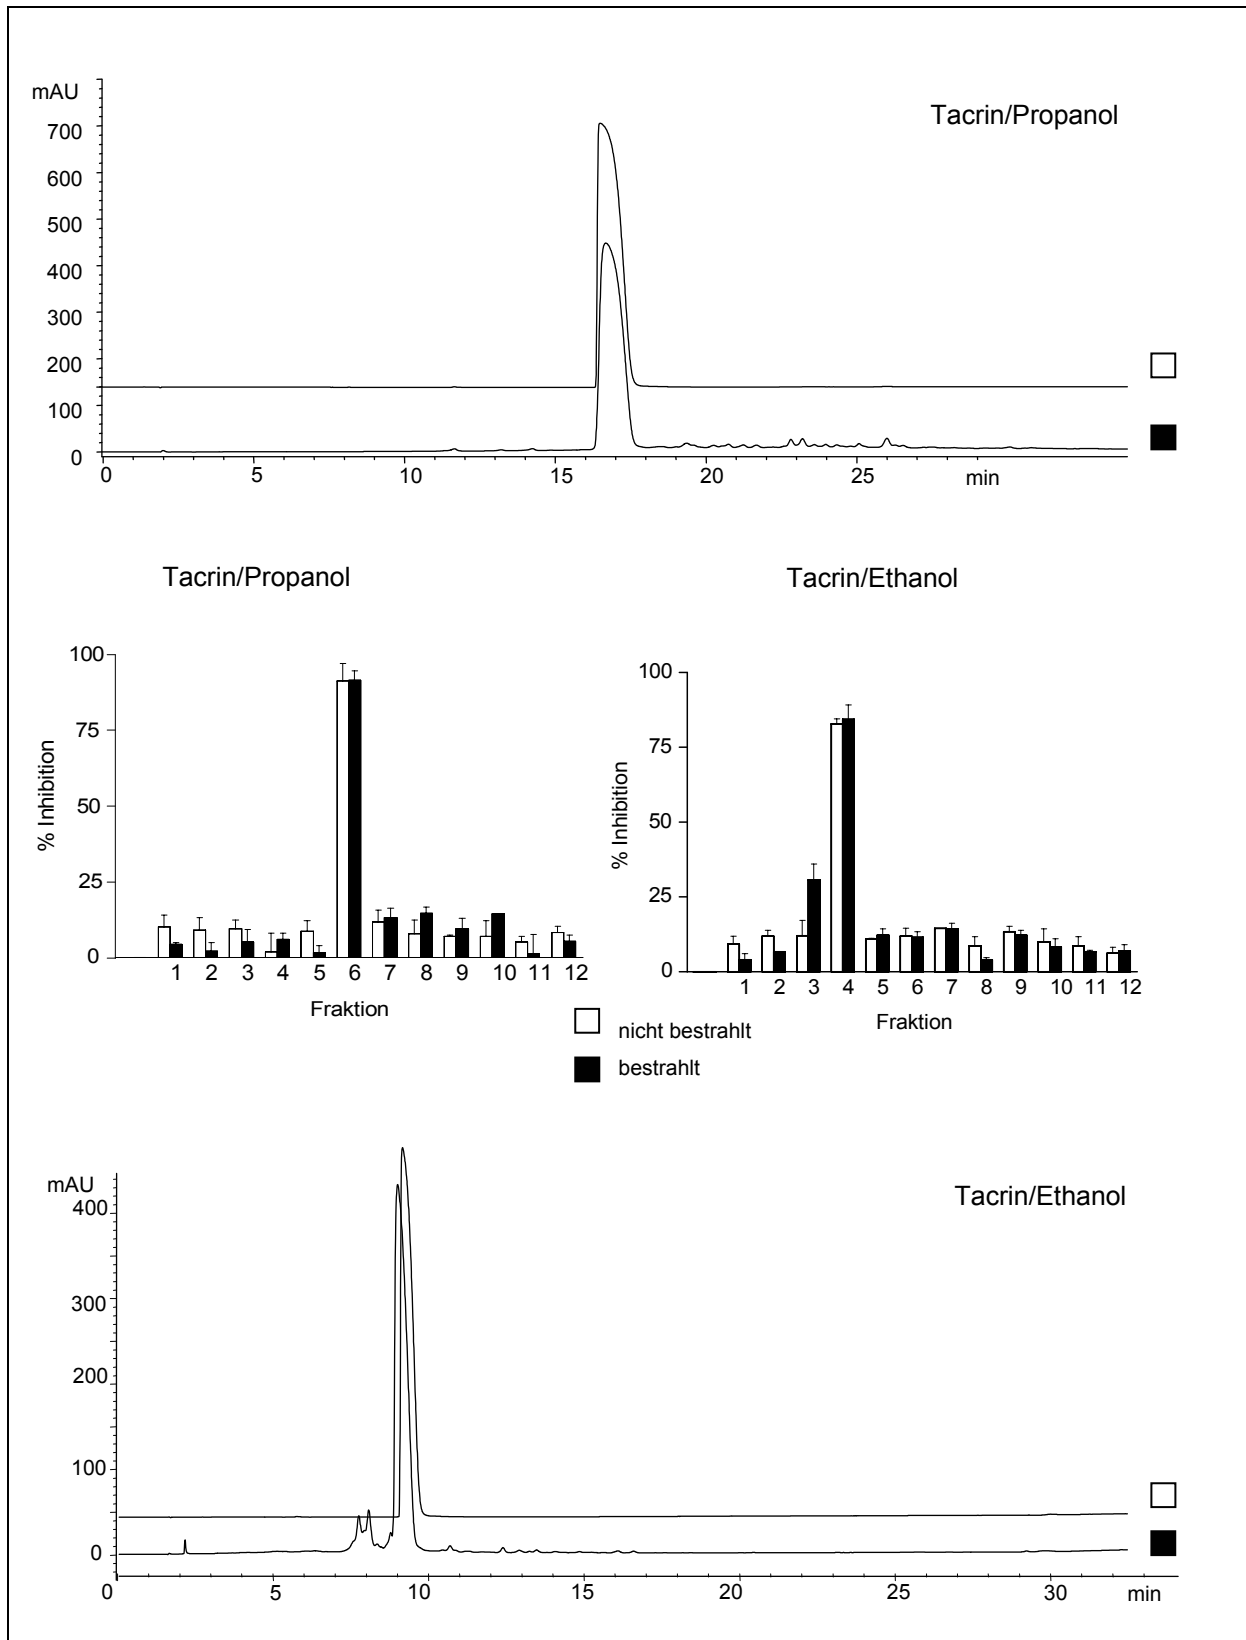 mAU
Tacrin/Propanol
700
600
500
400
300
200
100
0
0 5 10 15 20 25 min
Tacrin/Propanol
Tacrin/Ethanol
100
75
50
25
0
% Inhibition
1 2 3 4 5 6 7 8 9 10 11 12
Fraktion
100
75
50
25
0
% Inhibition
1 2 3 4 5 6 7 8 9 10 11 12
Fraktion
nicht bestrahlt
bestrahlt
mAU
Tacrin/Ethanol
400
300
200
100
0
0 5 10 15 20 25 30 min